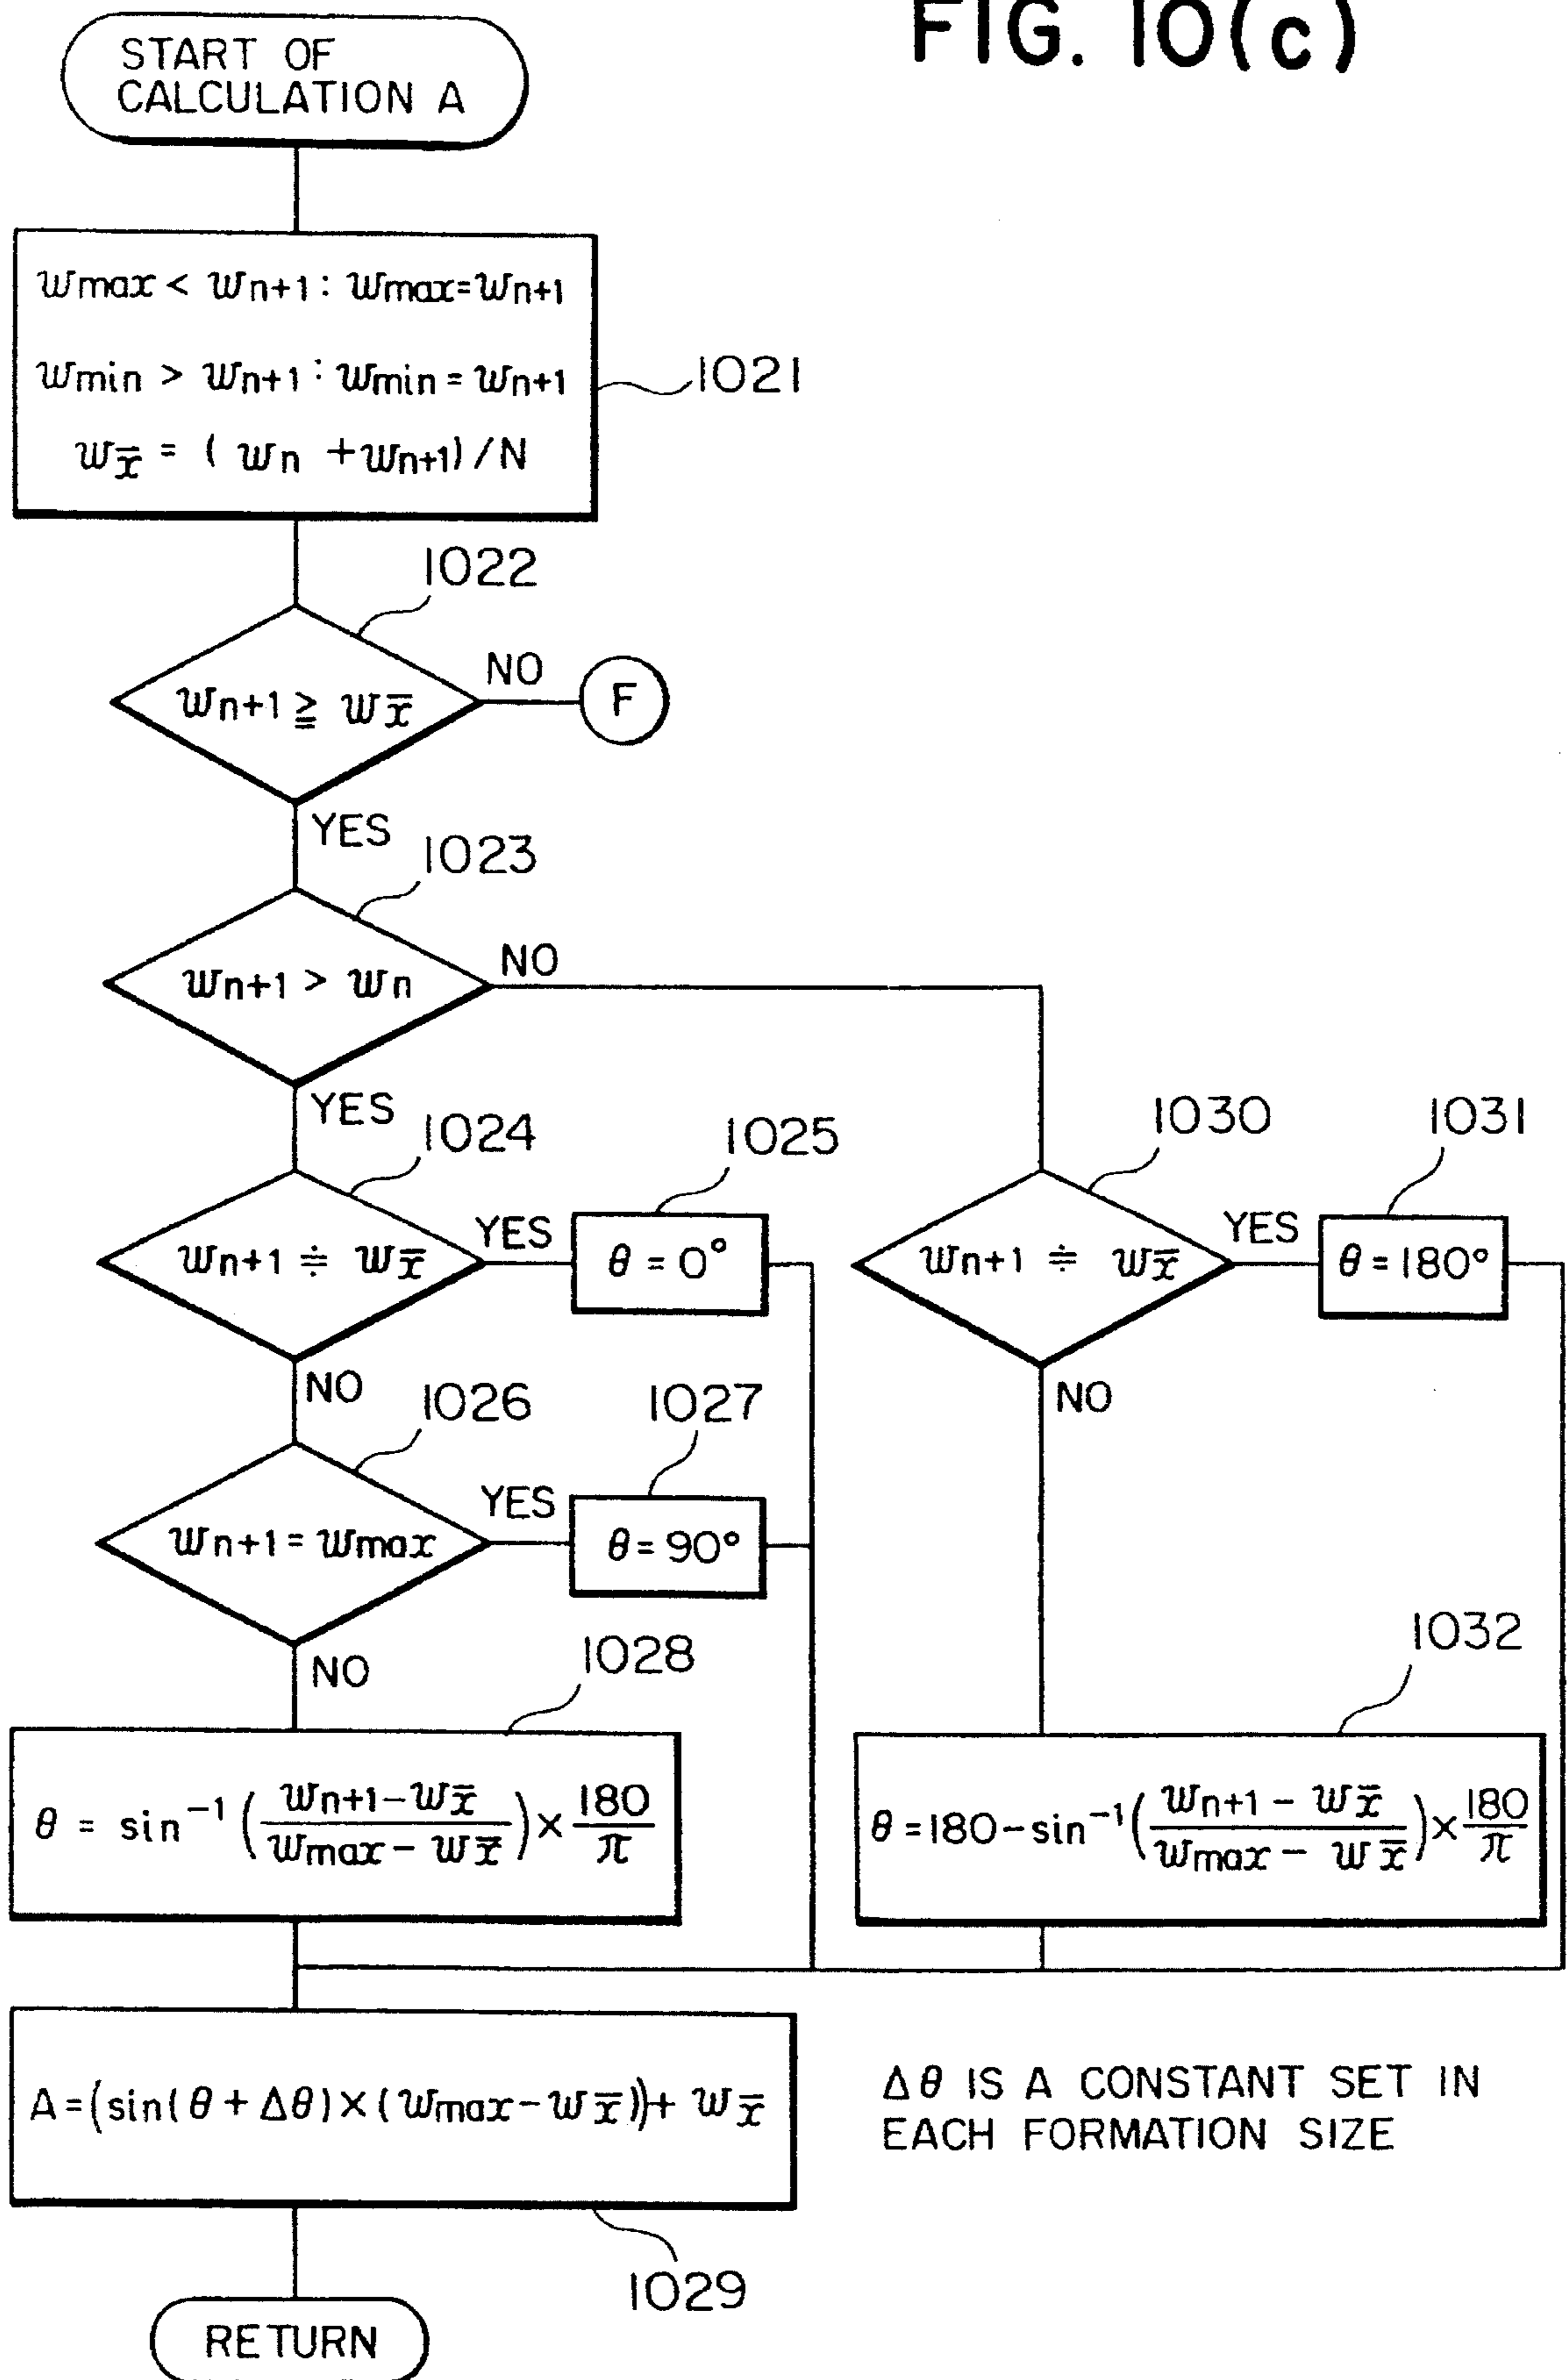 FIG. 10(c)
START OF
CALCULATION A
Wmax < Wn+1 : Wmax=Wn+1
Wmin > Wn+1 : Wmin = Wn+1
Wx̅ = ( Wn +Wn+1)/N
1021
1022
Wn+1 ≧ Wx̅
NO
F
YES
1023
Wn+1 > Wn
NO
YES
1024
Wn+1 ≑ Wx̅
YES
1025
θ = 0°
1030
Wn+1 ≑ Wx̅
YES
1031
θ = 180°
NO
NO
1026
Wn+1 = Wmax
YES
1027
θ = 90°
NO
1028
θ = sin⁻¹ ( (Wn+1-Wx̅) / (Wmax - Wx̅) ) × 180/π
1032
θ = 180 - sin⁻¹ ( (Wn+1 - Wx̅) / (Wmax - Wx̅) ) × 180/π
A = (sin(θ + Δθ) × (Wmax - Wx̅)) + Wx̅
1029
Δθ IS A CONSTANT SET IN
EACH FORMATION SIZE
RETURN